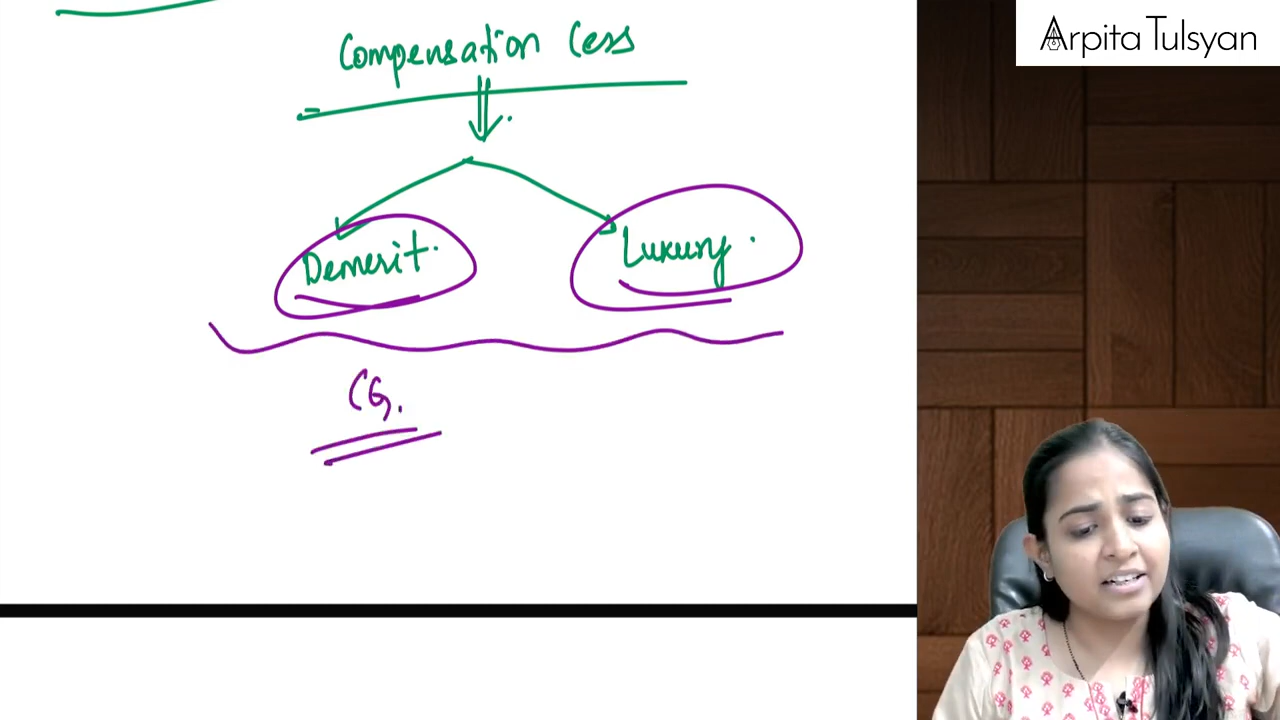 Arpita Tulsyan
Compensation Cess
Demerit.
Luxury.
CG.